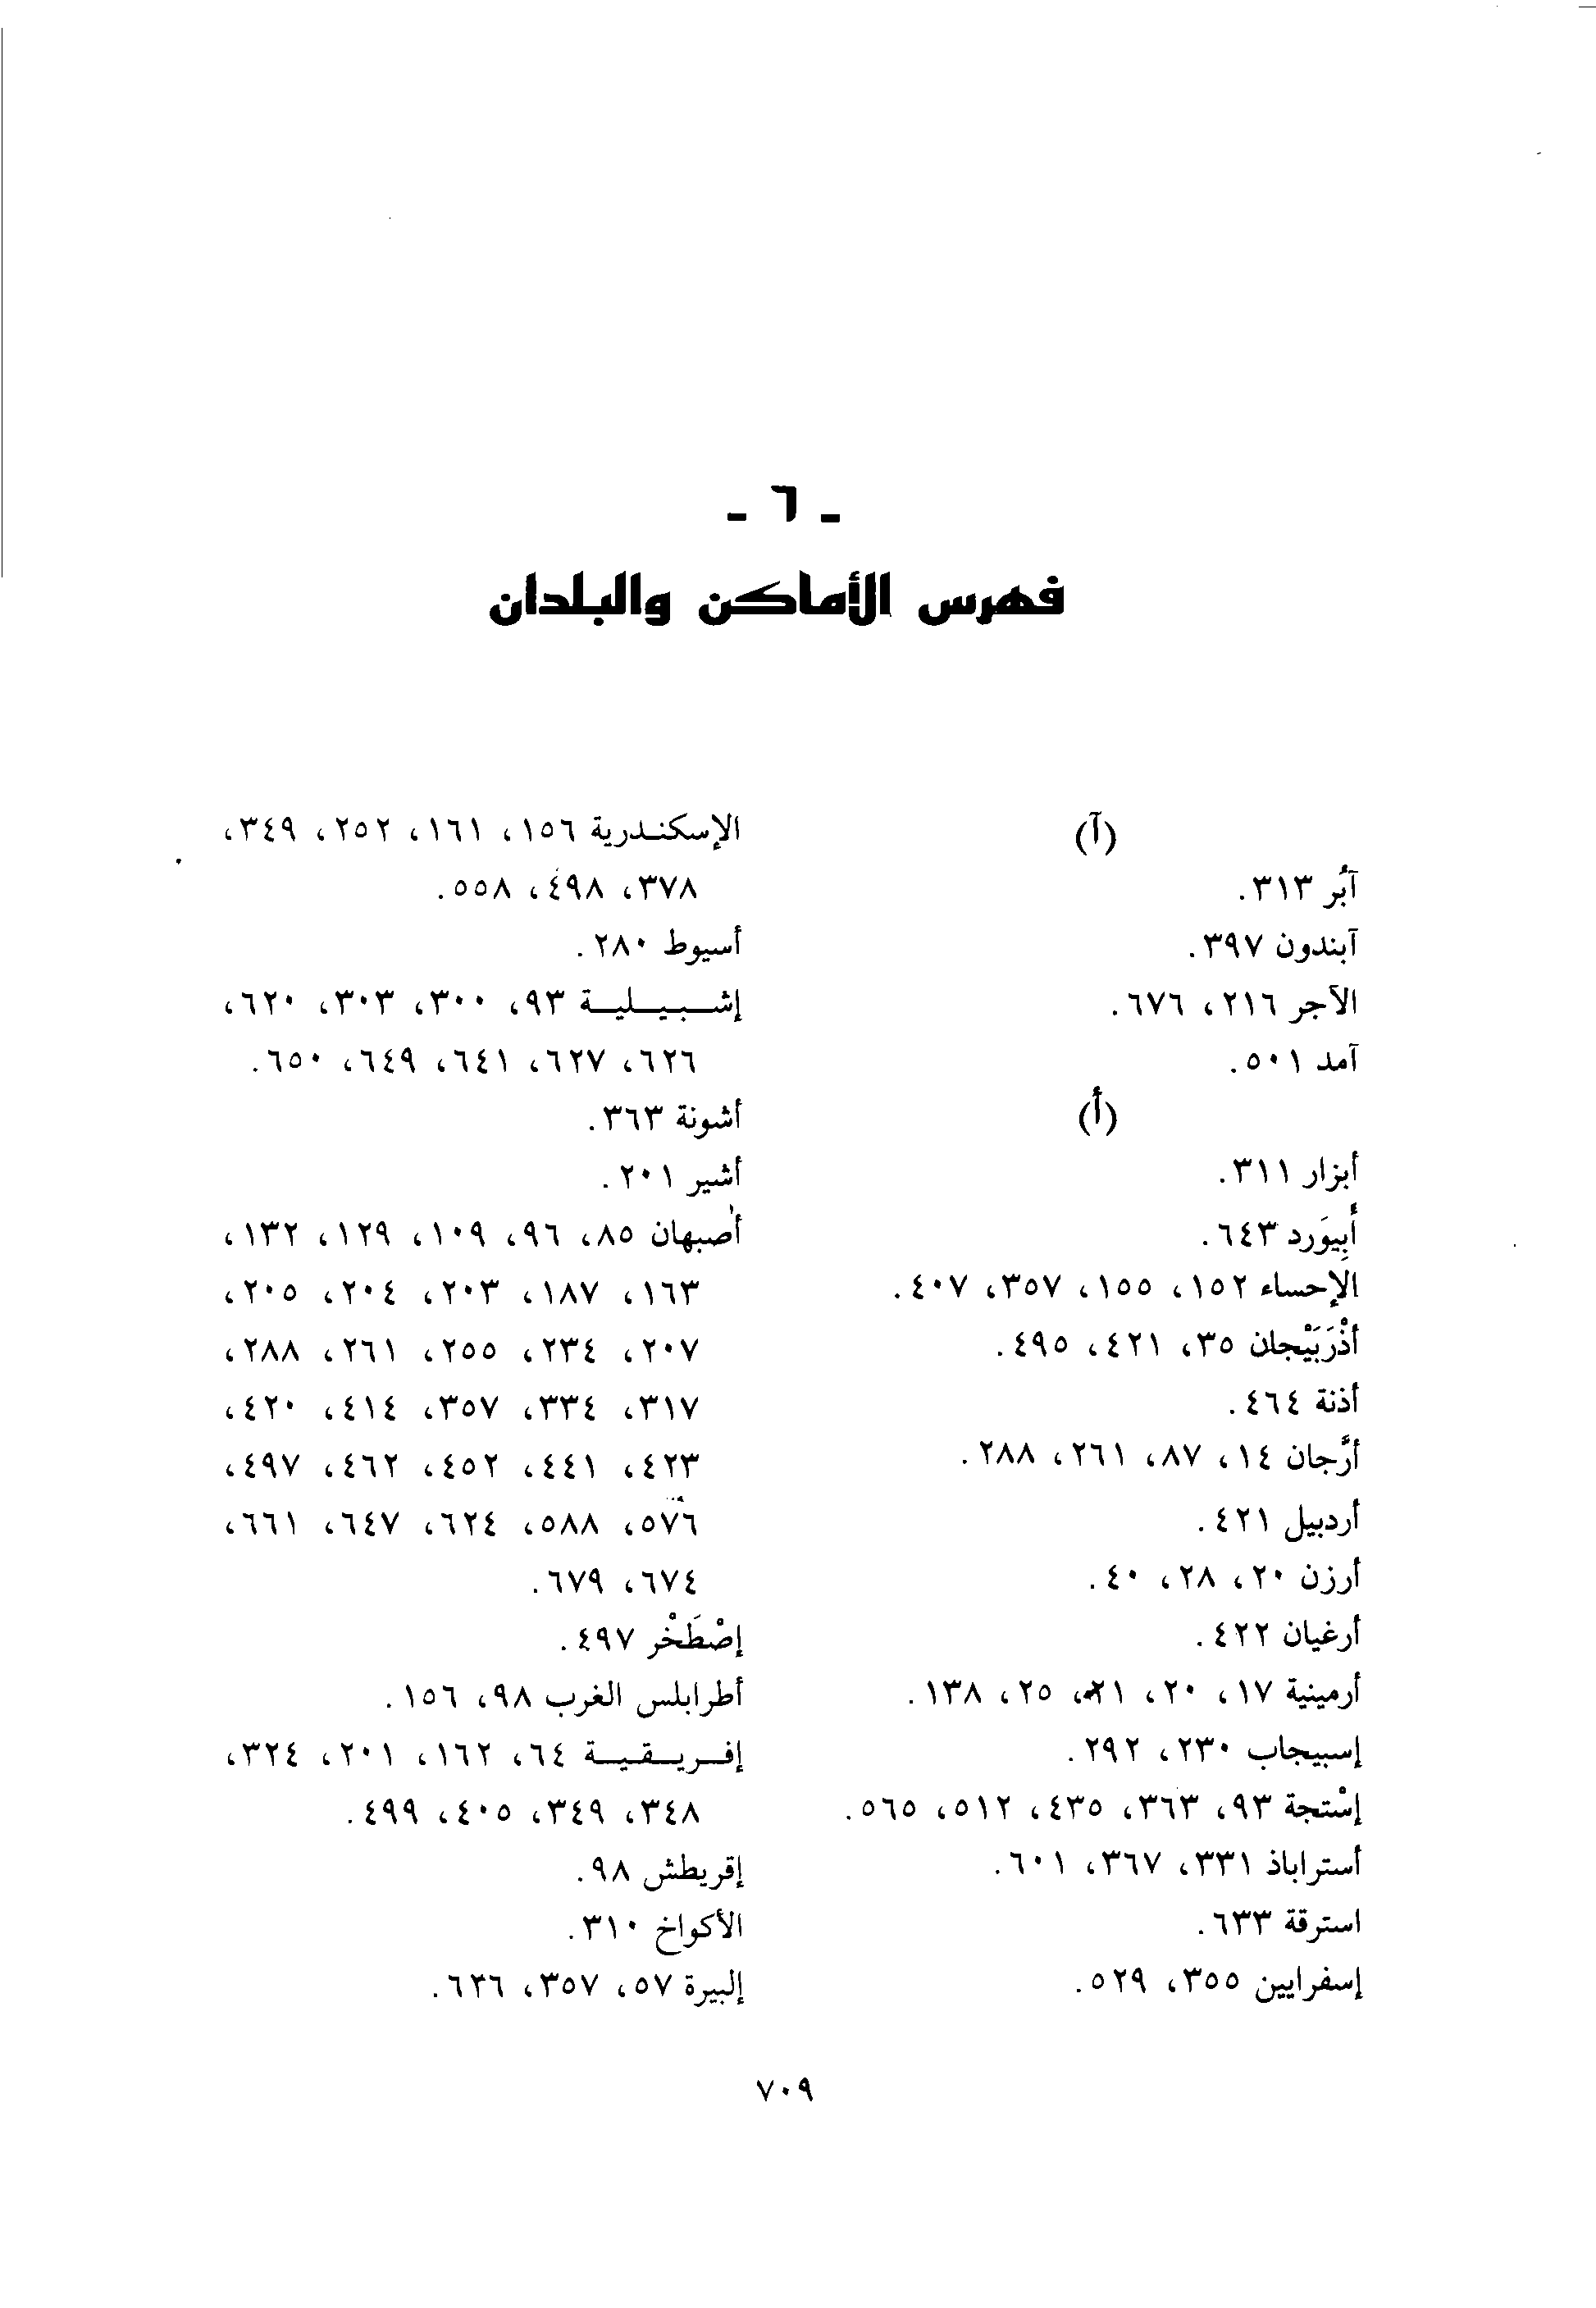 - ٦ -
فهرس الأماكن والبلدان
(آ)
آبُر ٣١٣.
آبندون ٣٩٧.
الآجر ٢١٦، ٦٧٦.
آمد ٥٠١.
(أ)
أبزار ٣١١.
أَبِيوَرد ٦٤٣.
الإحساء ١٥٢، ١٥٥، ٣٥٧، ٤٠٧.
أذْرَبَيْجان ٣٥، ٤٢١، ٤٩٥.
أذنة ٤٦٤.
أرَّجان ١٤، ٨٧، ٢٦١، ٢٨٨.
أردبيل ٤٢١.
أرزن ٢٠، ٢٨، ٤٠.
أرغيان ٤٢٢.
أرمينية ١٧، ٢٠، ٢١، ٢٥، ١٣٨.
إسبيجاب ٢٣٠، ٢٩٢.
إسْتجة ٩٣، ٣٦٣، ٤٣٥، ٥١٢، ٥٦٥.
أستراباذ ٣٣١، ٣٦٧، ٦٠١.
استرقة ٦٣٣.
إسفرايين ٣٥٥، ٥٢٩.
الإسكندرية ١٥٦، ١٦١، ٢٥٢، ٣٤٩،
٣٧٨، ٤٩٨، ٥٥٨.
أسيوط ٢٨٠.
إشبيلية ٩٣، ٣٠٠، ٣٠٣، ٦٢٠،
٦٢٦، ٦٢٧، ٦٤١، ٦٤٩، ٦٥٠.
أشونة ٣٦٣.
أشير ٢٠١.
أصبهان ٨٥، ٩٦، ١٠٩، ١٢٩، ١٣٢،
١٦٣، ١٨٧، ٢٠٣، ٢٠٤، ٢٠٥،
٢٠٧، ٢٣٤، ٢٥٥، ٢٦١، ٢٨٨،
٣١٧، ٣٣٤، ٣٥٧، ٤١٤، ٤٢٠،
٤٢٣، ٤٤١، ٤٥٢، ٤٦٢، ٤٩٧،
٥٧٦، ٥٨٨، ٦٢٤، ٦٤٧، ٦٦١،
٦٧٤، ٦٧٩.
إصْطَخْر ٤٩٧.
أطرابلس الغرب ٩٨، ١٥٦.
إفريقية ٦٤، ١٦٢، ٢٠١، ٣٢٤،
٣٤٨، ٣٤٩، ٤٠٥، ٤٩٩.
إقريطش ٩٨.
الأكواخ ٣١٠.
إلبيرة ٥٧، ٣٥٧، ٦٢٦.
٧٠٩